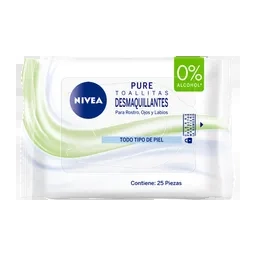 PURE
TOALLITAS
DESMAQUILLANTES
Para Rostro, Ojos y Labios
NIVEA
0%
ALCOHOL*
TODO TIPO DE PIEL
Contiene: 25 Piezas